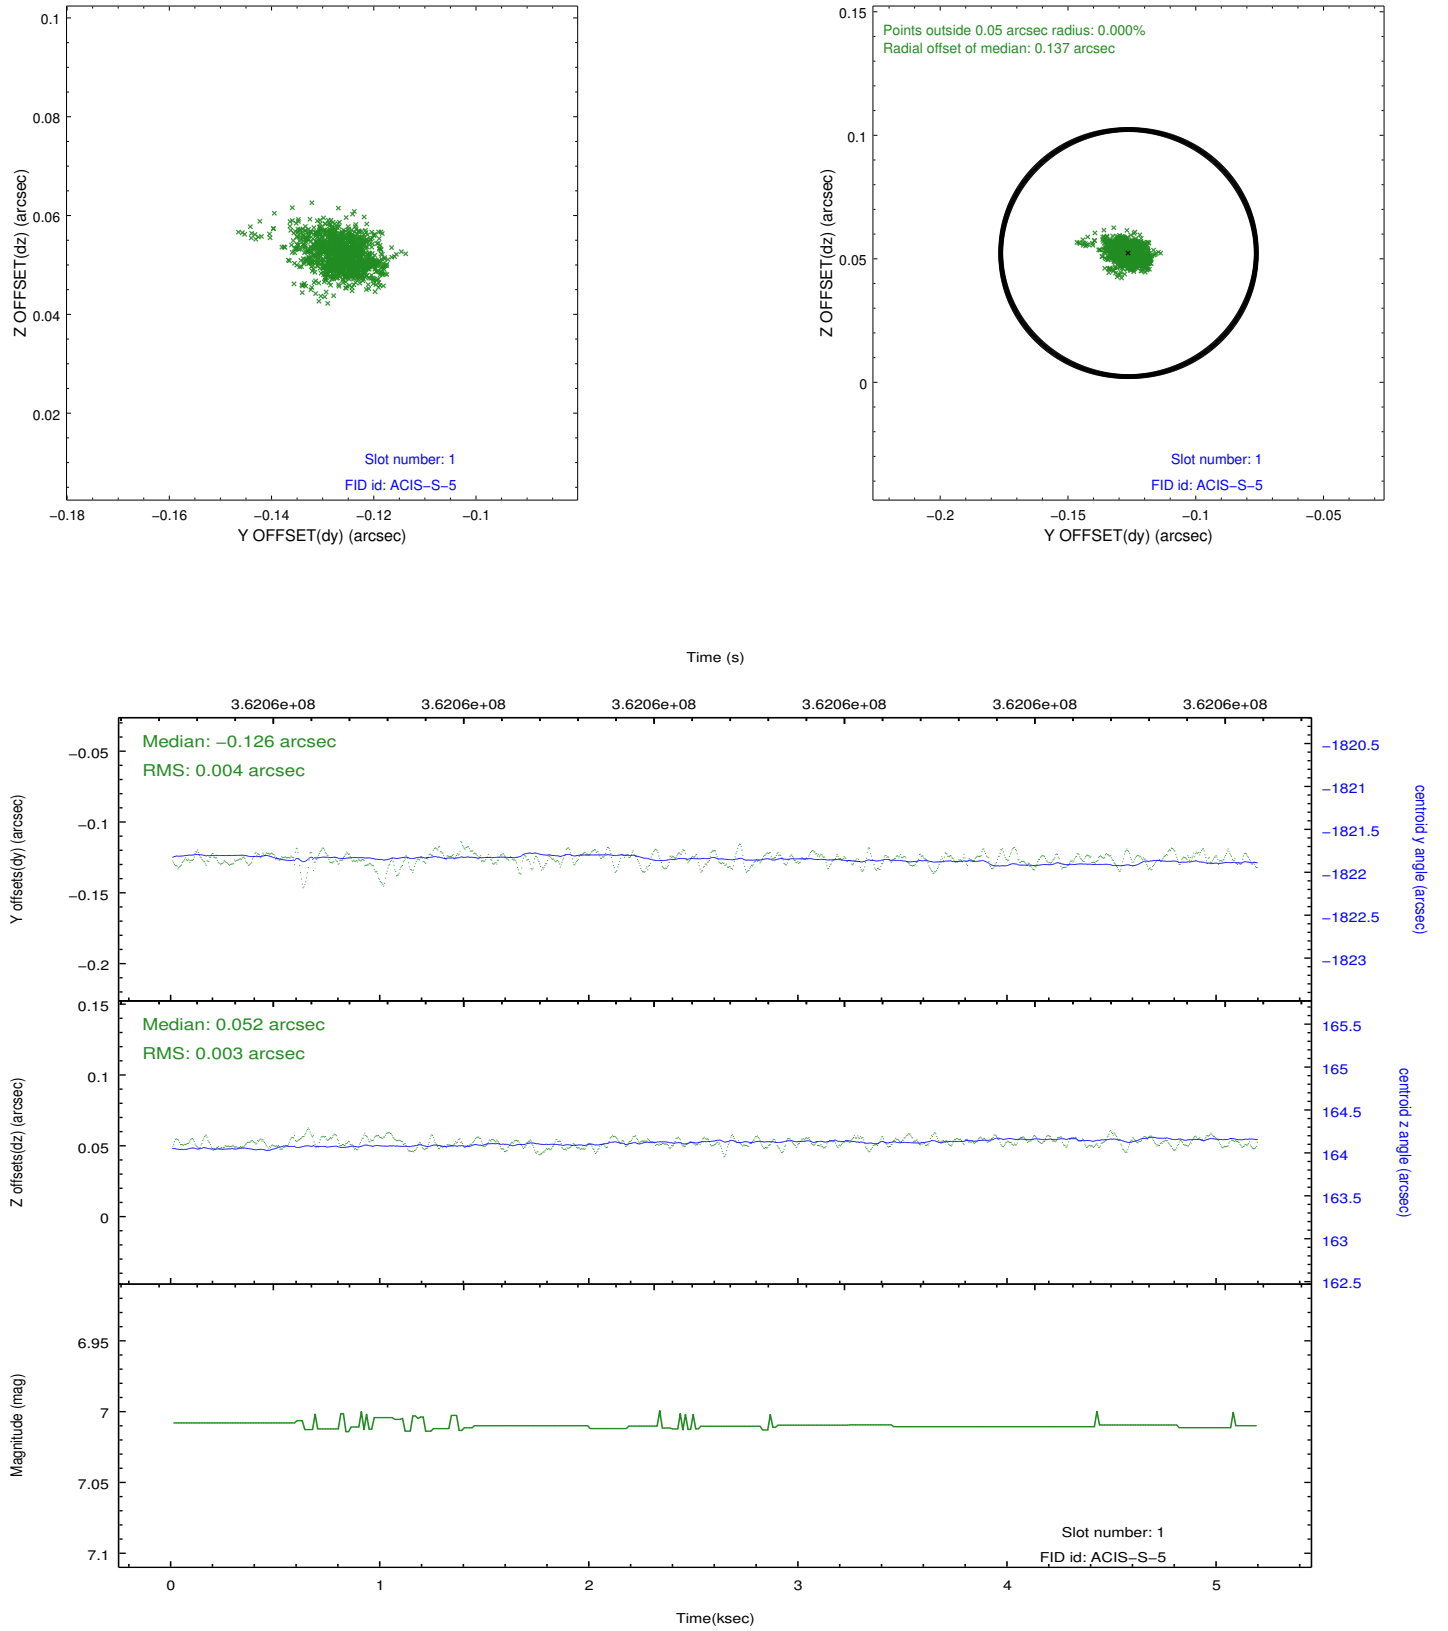 0.1
0.08
0.06
0.04
0.02
Z OFFSET(dz) (arcsec)
Slot number: 1
FID id: ACIS−S−5
−0.18 −0.16 −0.14 −0.12 −0.1
Y OFFSET(dy) (arcsec)
0.15
0.1
0.05
0
Z OFFSET(dz) (arcsec)
Points outside 0.05 arcsec radius: 0.000%
Radial offset of median: 0.137 arcsec
Slot number: 1
FID id: ACIS−S−5
−0.2 −0.15 −0.1 −0.05
Y OFFSET(dy) (arcsec)
Time (s)
3.6206e+08 3.6206e+08 3.6206e+08 3.6206e+08 3.6206e+08 3.6206e+08
Median: −0.126 arcsec
RMS: 0.004 arcsec
−0.05
−0.1
−0.15
−0.2
Y offsets(dy) (arcsec)
−1820.5
−1821
−1821.5
−1822
−1822.5
−1823
centroid y angle (arcsec)
Median: 0.052 arcsec
RMS: 0.003 arcsec
0.15
0.1
0.05
0
Z offsets(dz) (arcsec)
165.5
165
164.5
164
163.5
163
162.5
centroid z angle (arcsec)
6.95
7
7.05
7.1
Magnitude (mag)
Slot number: 1
FID id: ACIS−S−5
0 1 2 3 4 5
Time(ksec)